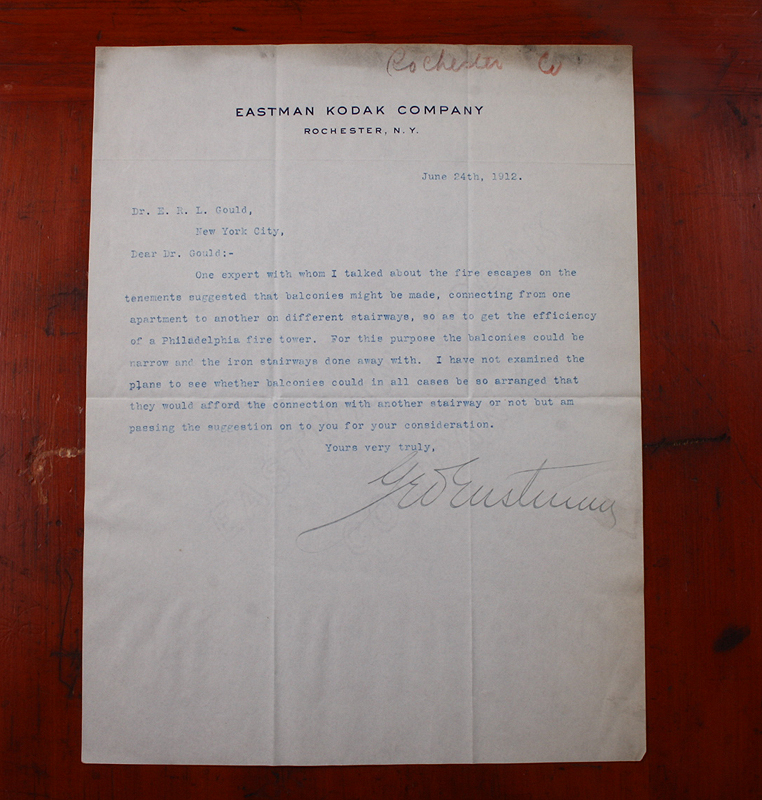 Rochester Co
EASTMAN KODAK COMPANY
ROCHESTER, N.Y.
June 24th, 1912.
Dr. E. R. L. Gould,
New York City,
Dear Dr. Gould:-
One expert with whom I talked about the fire escapes on the
tenements suggested that balconies might be made, connecting from one
apartment to another on different stairways, so as to get the efficiency
of a Philadelphia fire tower. For this purpose the balconies could be
narrow and the iron stairways done away with. I have not examined the
plans to see whether balconies could in all cases be so arranged that
they would afford the connection with another stairway or not but am
passing the suggestion on to you for your consideration.
Yours very truly,
Geo Eastman